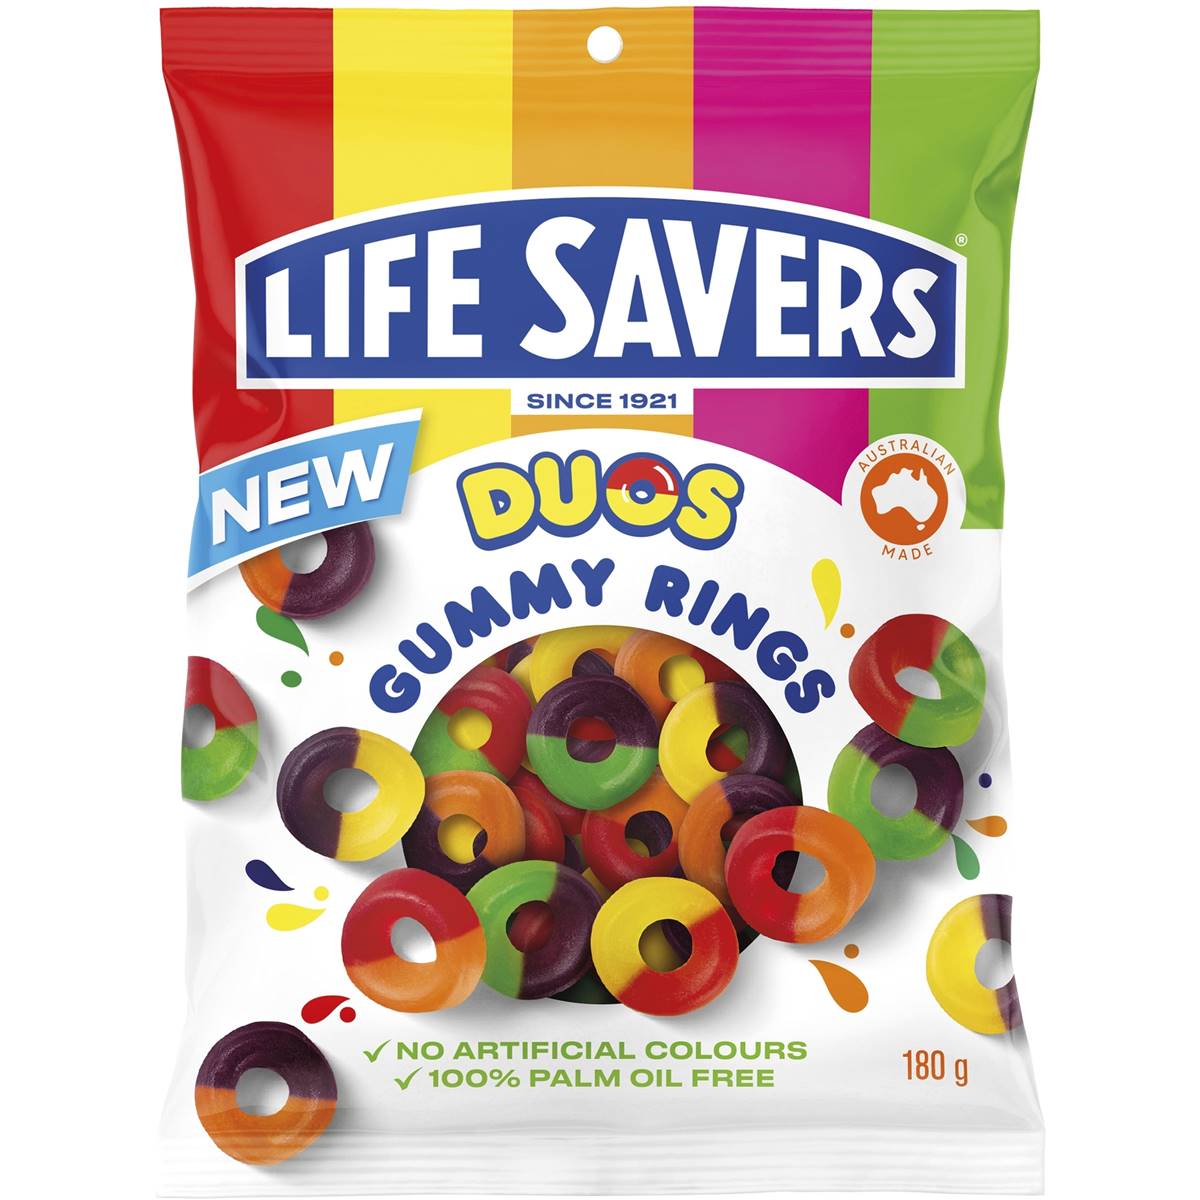 LIFE SAVERS®
SINCE 1921
NEW
DUOS
GUMMY RINGS
AUSTRALIAN
MADE
✓ NO ARTIFICIAL COLOURS
✓ 100% PALM OIL FREE
180 g